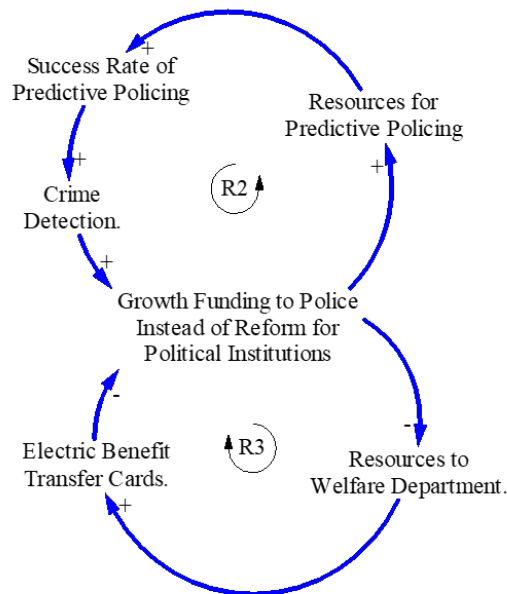 +
Success Rate of
Predictive Policing
Resources for
Predictive Policing
+
+
R2
Crime
Detection.
+
Growth Funding to Police
Instead of Reform for
Political Institutions
-
-
Electric Benefit
Transfer Cards.
R3
Resources to
Welfare Department.
+